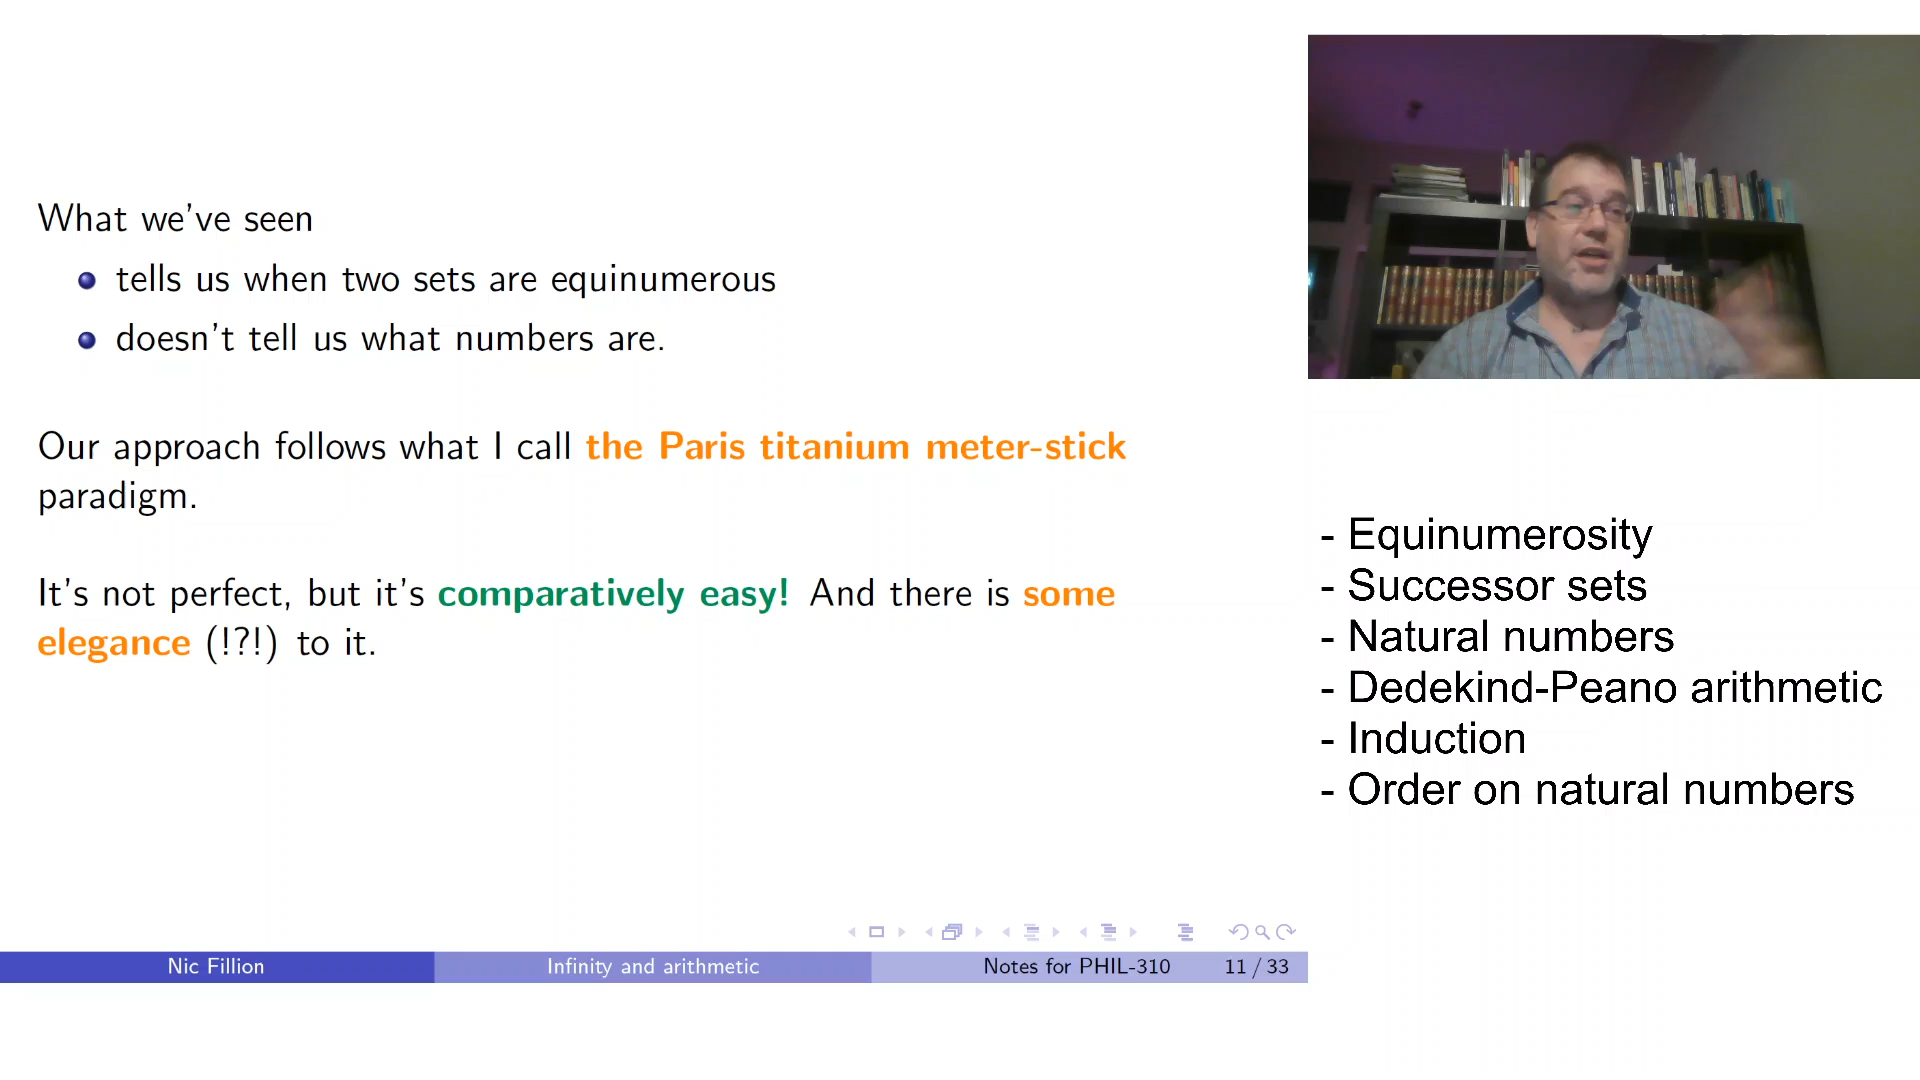 What we've seen
tells us when two sets are equinumerous
doesn't tell us what numbers are.
Our approach follows what I call the Paris titanium meter-stick
paradigm.
It's not perfect, but it's comparatively easy! And there is some
elegance (!?!) to it.
- Equinumerosity
- Successor sets
- Natural numbers
- Dedekind-Peano arithmetic
- Induction
- Order on natural numbers
Nic Fillion Infinity and arithmetic Notes for PHIL-310 11 / 33